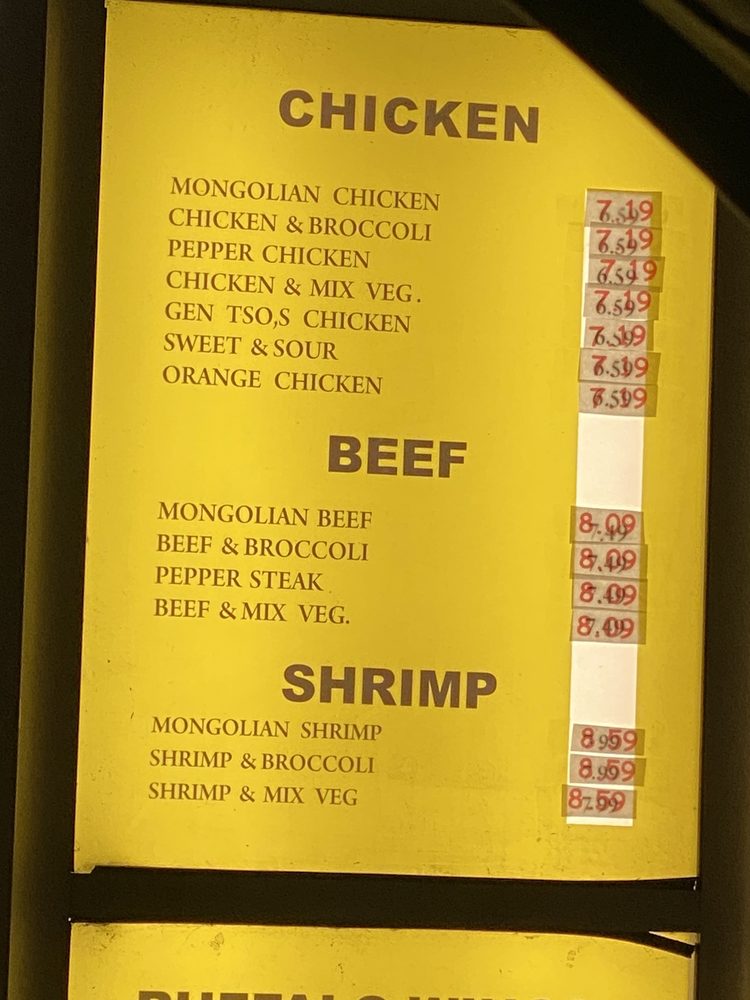 CHICKEN
MONGOLIAN CHICKEN 7.19
CHICKEN & BROCCOLI 7.19
PEPPER CHICKEN 7.19
CHICKEN & MIX VEG. 7.19
GEN TSO,S CHICKEN 7.19
SWEET & SOUR 7.19
ORANGE CHICKEN 7.19
BEEF
MONGOLIAN BEEF 8.09
BEEF & BROCCOLI 8.09
PEPPER STEAK 8.09
BEEF & MIX VEG. 8.09
SHRIMP
MONGOLIAN SHRIMP 8.59
SHRIMP & BROCCOLI 8.59
SHRIMP & MIX VEG 8.59